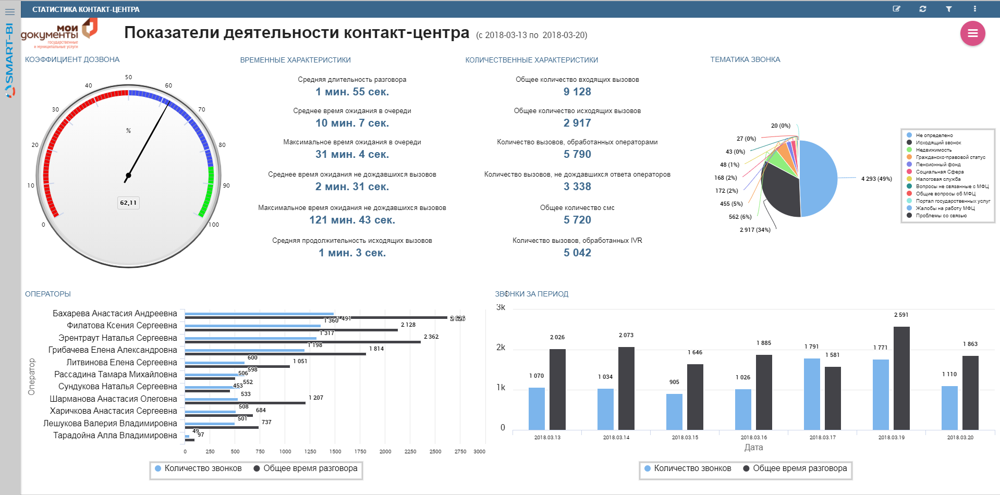 СТАТИСТИКА КОНТАКТ-ЦЕНТРА
SMART-BI
мои
документы
государственные
и муниципальные услуги
Показатели деятельности контакт-центра (с 2018-03-13 по 2018-03-20)
КОЭФФИЦИЕНТ ДОЗВОНА
0
10
20
30
40
50
60
70
80
90
100
%
62,11
ВРЕМЕННЫЕ ХАРАКТЕРИСТИКИ
Средняя длительность разговора
1 мин. 55 сек.
Среднее время ожидания в очереди
10 мин. 7 сек.
Максимальное время ожидания в очереди
31 мин. 4 сек.
Среднее время ожидания не дождавшихся вызовов
2 мин. 31 сек.
Максимальное время ожидания не дождавшихся вызовов
121 мин. 43 сек.
Средняя продолжительность исходящих вызовов
1 мин. 3 сек.
КОЛИЧЕСТВЕННЫЕ ХАРАКТЕРИСТИКИ
Общее количество входящих вызовов
9 128
Общее количество исходящих вызовов
2 917
Количество вызовов, обработанных операторами
5 790
Количество вызовов, не дождавшихся ответа операторов
3 338
Общее количество смс
5 720
Количество вызовов, обработанных IVR
5 042
ТЕМАТИКА ЗВОНКА
20 (0%)
27 (0%)
43 (0%)
48 (1%)
168 (2%)
172 (2%)
455 (5%)
562 (6%)
2 917 (34%)
4 293 (49%)
Не определено
Исходящий звонок
Недвижимость
Гражданско-правовой статус
Пенсионный фонд
Социальная Сфера
Налоговая служба
Вопросы не связанные с МФЦ
Общие вопросы об МФЦ
Портал государственных услуг
Жалобы на работу МФЦ
Проблемы со связью
ОПЕРАТОРЫ
Оператор
Бахарева Анастасия Андреевна
1 491
2 626
Филатова Ксения Сергеевна
1 360
2 128
Эрентраут Наталья Сергеевна
1 317
2 362
Грибачева Елена Александровна
1 198
1 814
Литвинова Елена Сергеевна
600
1 051
Рассадина Тамара Михайловна
598
506
Сундукова Наталья Сергеевна
552
453
Шарманова Анастасия Олеговна
533
1 207
Харичкова Анастасия Сергеевна
508
684
Лешукова Валерия Владимировна
501
737
Тарадойна Алла Владимировна
49
97
0 250 500 750 1000 1250 1500 1750 2000 2250 2500 2750 3000
Количество звонков Общее время разговора
ЗВОНКИ ЗА ПЕРИОД
3k
2k
1k
0
1 070 2 026
1 034 2 073
905 1 646
1 026 1 885
1 791 1 581
1 771 2 591
1 110 1 863
2018.03.13 2018.03.14 2018.03.15 2018.03.16 2018.03.17 2018.03.19 2018.03.20
Дата
Количество звонков Общее время разговора